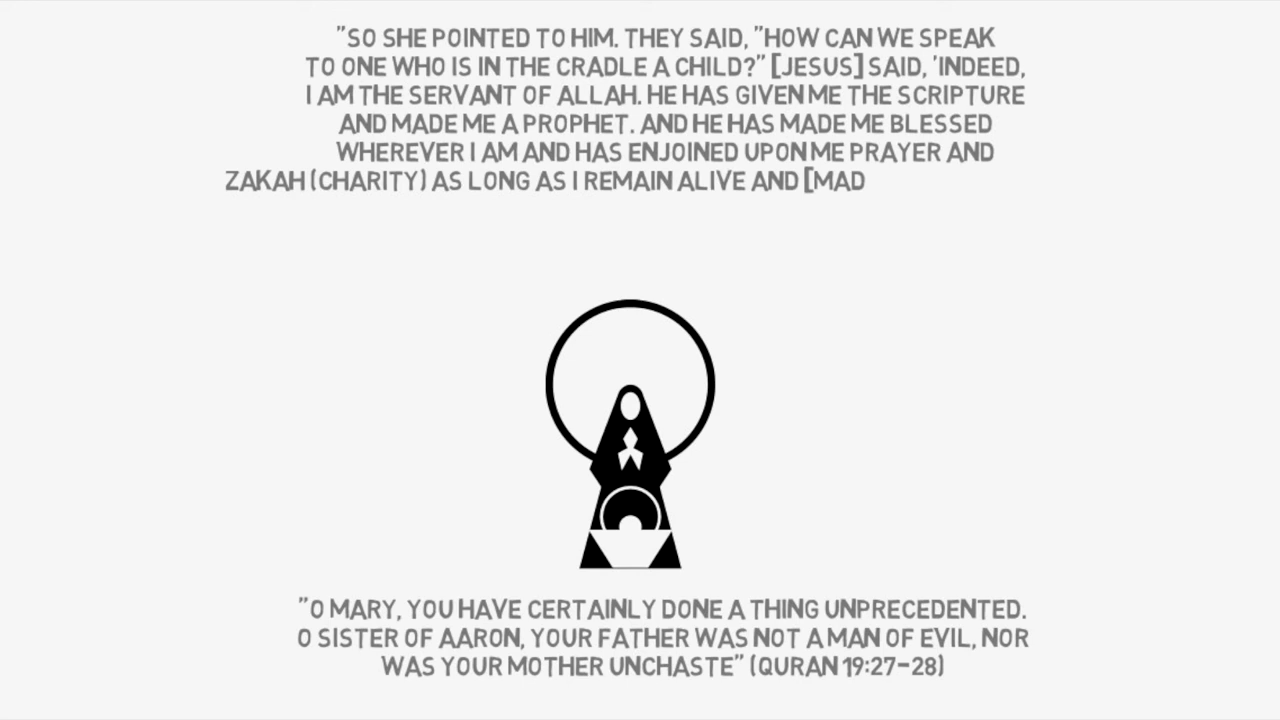 "SO SHE POINTED TO HIM. THEY SAID, "HOW CAN WE SPEAK
TO ONE WHO IS IN THE CRADLE A CHILD?" [JESUS] SAID, 'INDEED,
I AM THE SERVANT OF ALLAH. HE HAS GIVEN ME THE SCRIPTURE
AND MADE ME A PROPHET. AND HE HAS MADE ME BLESSED
WHEREVER I AM AND HAS ENJOINED UPON ME PRAYER AND
ZAKAH (CHARITY) AS LONG AS I REMAIN ALIVE AND [MAD
"O MARY, YOU HAVE CERTAINLY DONE A THING UNPRECEDENTED.
O SISTER OF AARON, YOUR FATHER WAS NOT A MAN OF EVIL, NOR
WAS YOUR MOTHER UNCHASTE" (QURAN 19:27-28)